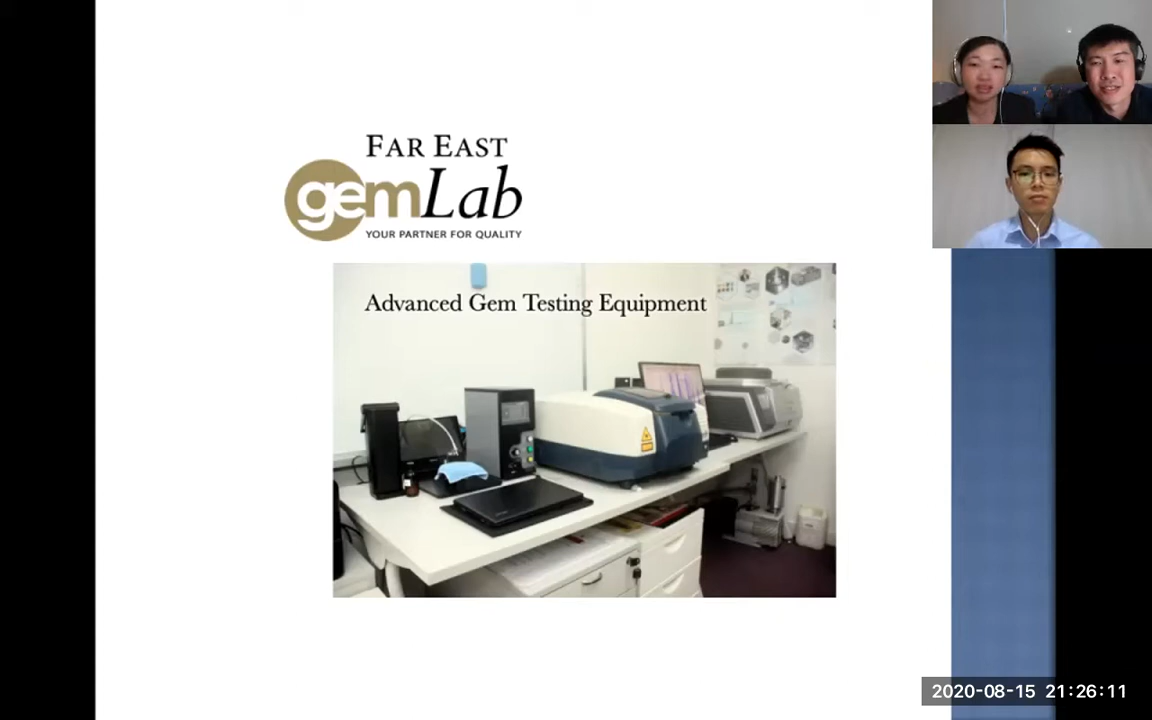 FAR EAST
gemLab
YOUR PARTNER FOR QUALITY
Advanced Gem Testing Equipment
2020-08-15 21:26:11